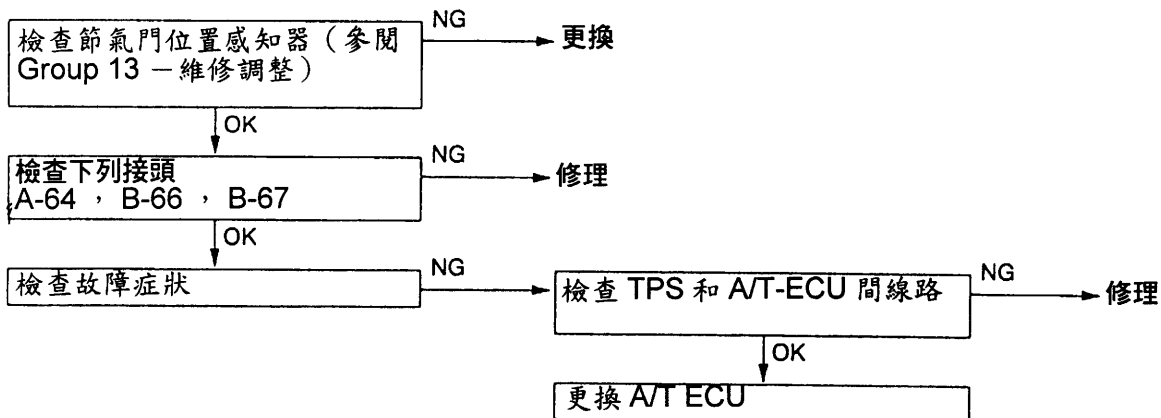 檢查節氣門位置感知器（參閱
Group 13 －維修調整）
NG
更換
OK
檢查下列接頭
A-64 ， B-66 ， B-67
NG
修理
OK
檢查故障症狀
NG
檢查 TPS 和 A/T-ECU 間線路
NG
修理
OK
更換 A/T ECU